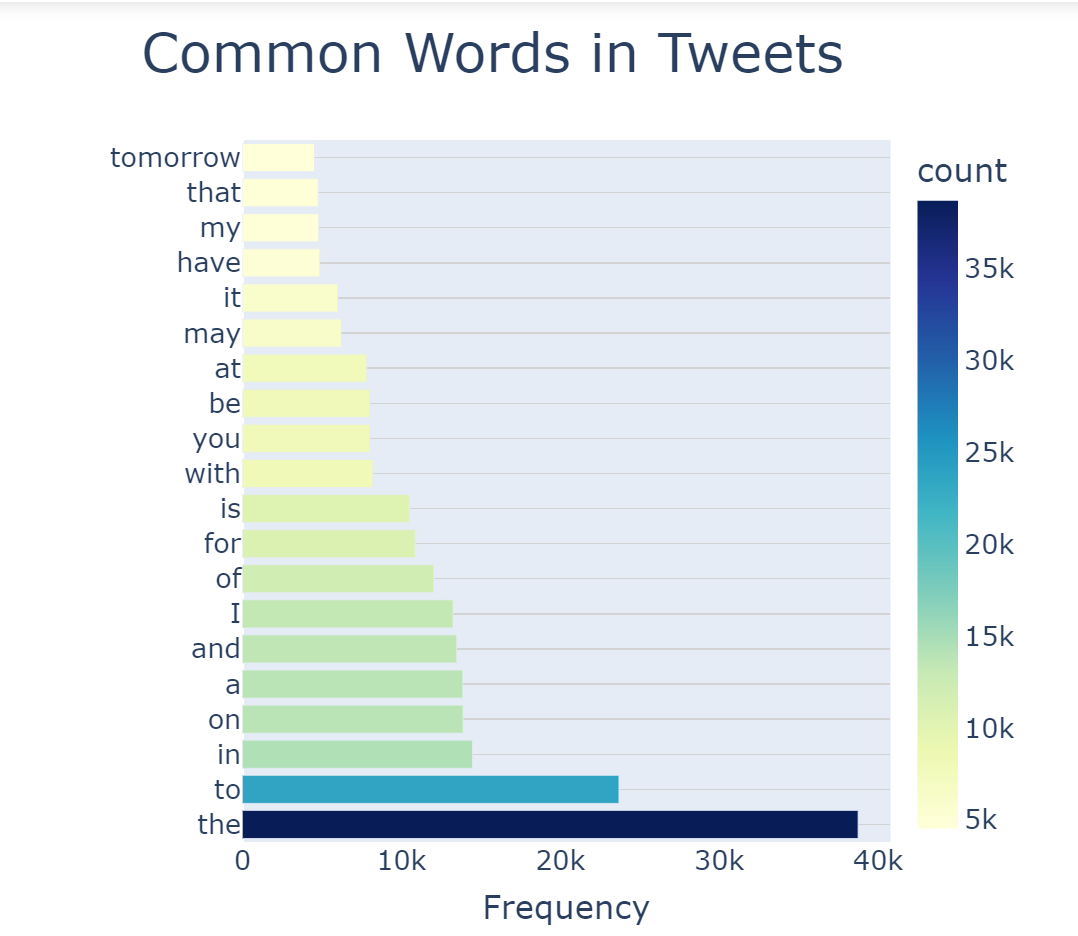 Common Words in Tweets
tomorrow
that
my
have
it
may
at
be
you
with
is
for
of
I
and
a
on
in
to
the
0 10k 20k 30k 40k
Frequency
count
35k
30k
25k
20k
15k
10k
5k